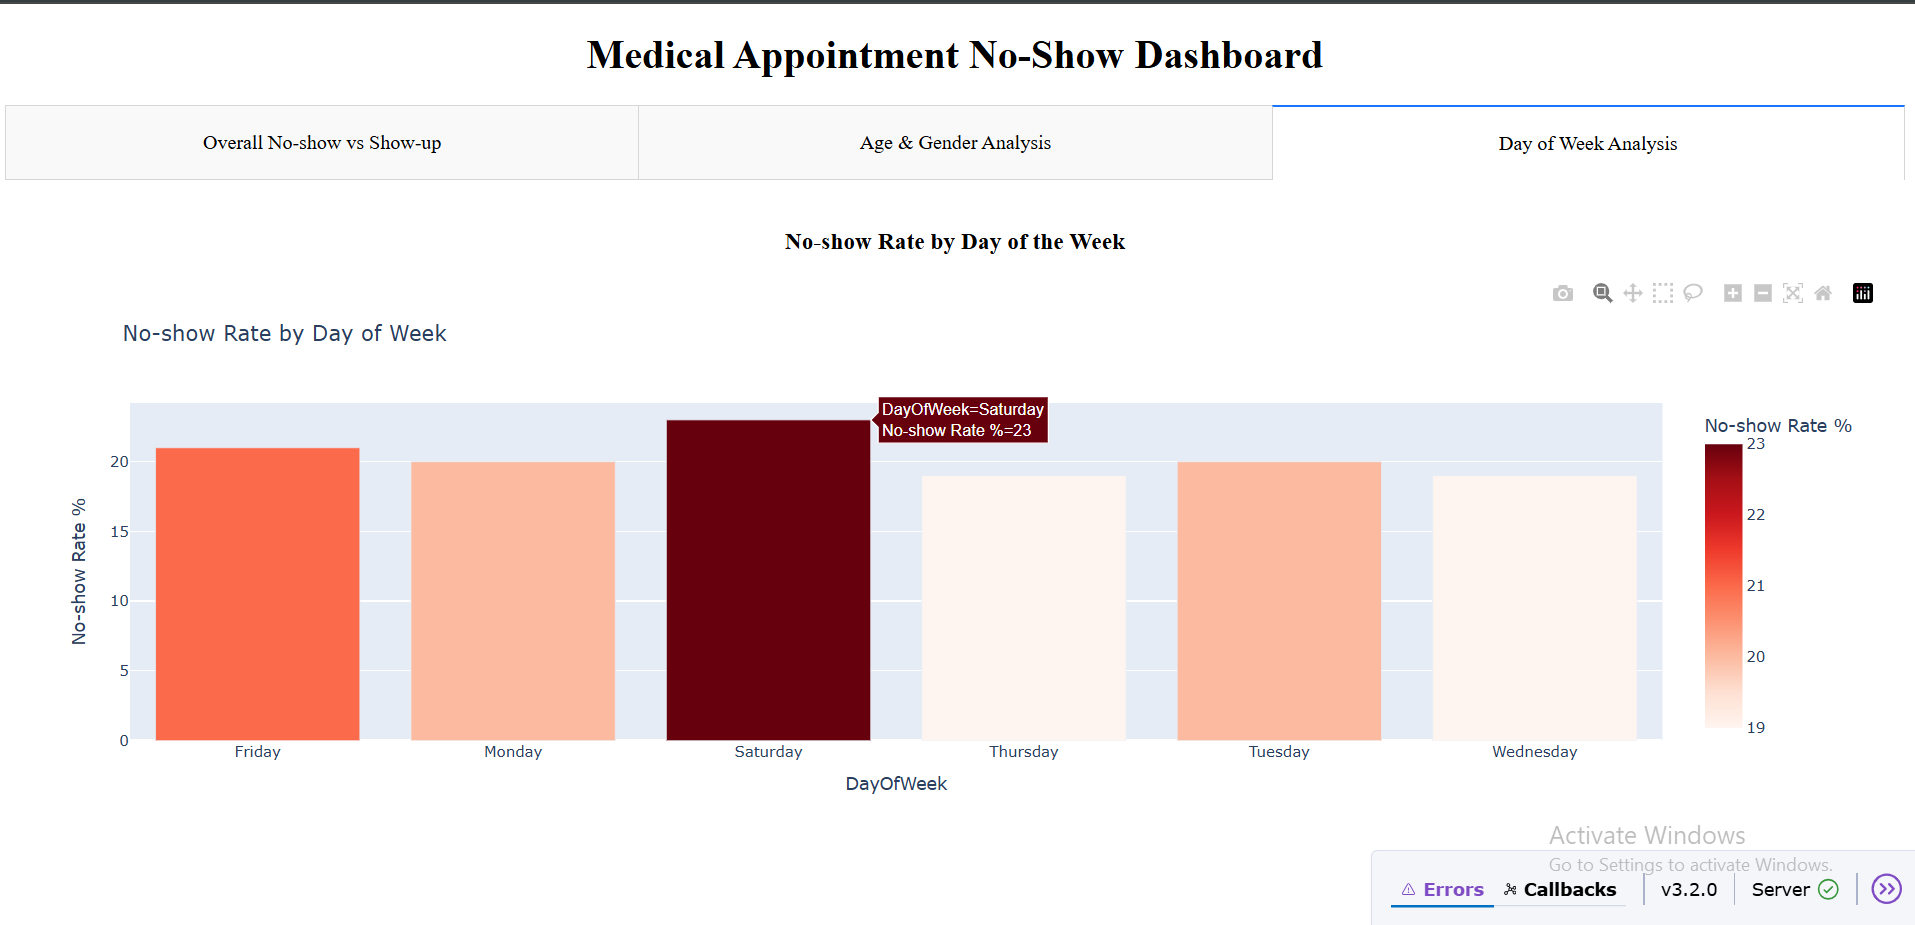 Medical Appointment No-Show Dashboard
Overall No-show vs Show-up
Age & Gender Analysis
Day of Week Analysis
No-show Rate by Day of the Week
No-show Rate by Day of Week
DayOfWeek=Saturday
No-show Rate %=23
No-show Rate %
23
22
21
20
19
No-show Rate %
20
15
10
5
0
Friday Monday Saturday Thursday Tuesday Wednesday
DayOfWeek
Activate Windows
Go to Settings to activate Windows.
Errors Callbacks v3.2.0 Server